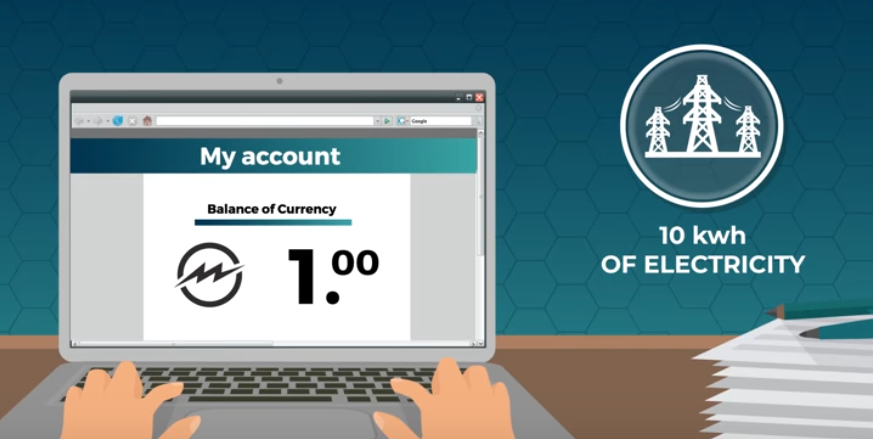 Google
My account
Balance of Currency
1.00
10 kwh
OF ELECTRICITY